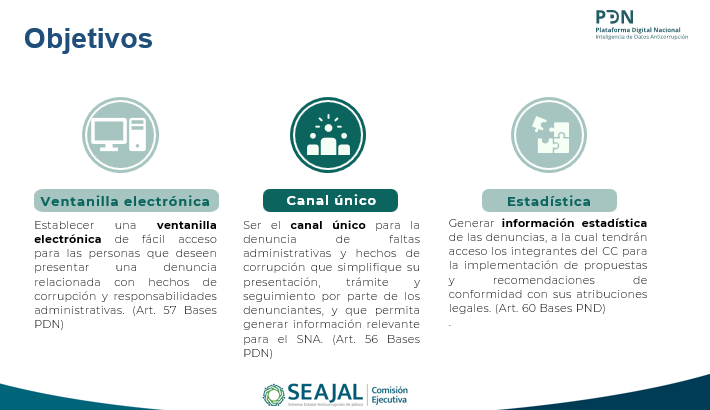 Objetivos
PDN
Plataforma Digital Nacional
Inteligencia de Datos Anticorrupción
Ventanilla electrónica
Establecer una ventanilla
electrónica de fácil acceso
para las personas que deseen
presentar una denuncia
relacionada con hechos de
corrupción y responsabilidades
administrativas. (Art. 57 Bases
PDN)
Canal único
Ser el canal único para la
denuncia de faltas
administrativas y hechos de
corrupción que simplifique su
presentación, trámite y
seguimiento por parte de los
denunciantes, y que permita
generar información relevante
para el SNA. (Art. 56 Bases
PDN)
Estadística
Generar información estadística
de las denuncias, a la cual tendrán
acceso los integrantes del CC para
la implementación de propuestas
y recomendaciones de
conformidad con sus atribuciones
legales. (Art. 60 Bases PND)
.
SEAJAL
Sistema Estatal Anticorrupción de Jalisco
Comisión
Ejecutiva